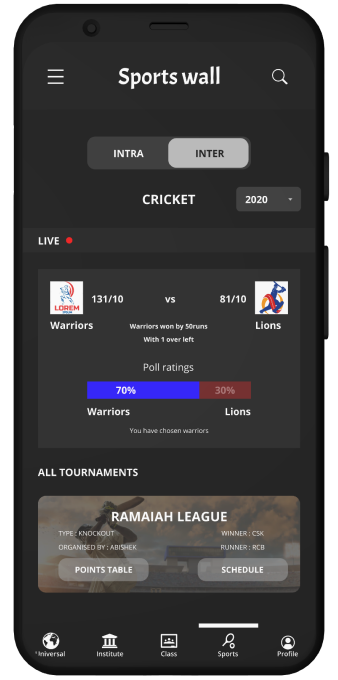 Sports wall
INTRA INTER
CRICKET 2020
LIVE
LOREM
131/10 vs 81/10
Warriors Warriors won by 50runs Lions
With 1 over left
Poll ratings
70% 30%
Warriors Lions
You have chosen warriors
ALL TOURNAMENTS
RAMAIAH LEAGUE
TYPE : KNOCKOUT WINNER : CSK
ORGANISED BY : ABISHEK RUNNER : RCB
POINTS TABLE SCHEDULE
Universal Institute Class Sports Profile